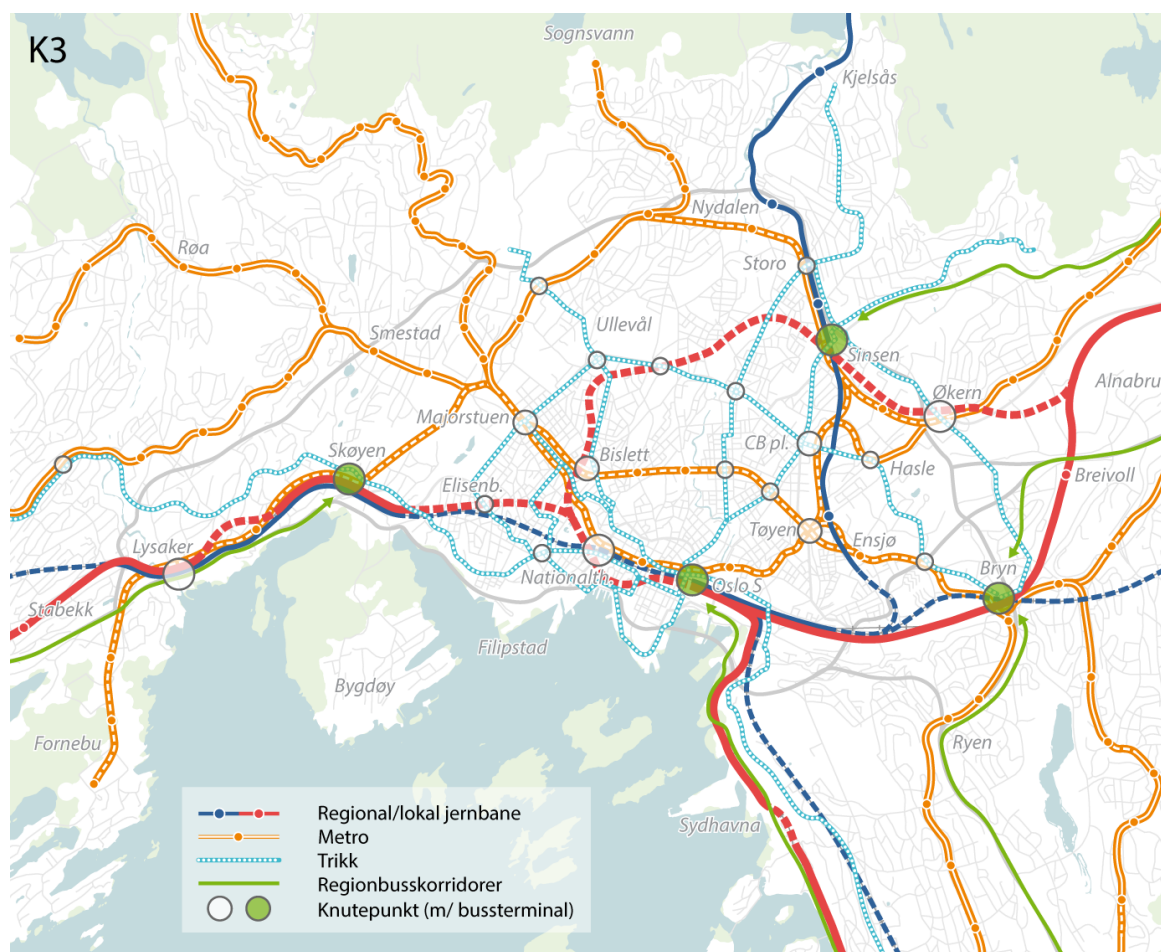 K3
Sognsvann
Kjelsås
Nydalen
Røa
Storo
Ullevål
Smestad
Sinsen
Økern
Alnabru
Majorstuen
Skøyen
Bislett
CB pl.
Hasle
Breivoll
Elisenb.
Lysaker
Tøyen
Ensjø
Bryn
Nationalth.
Oslo S
Stabekk
Filipstad
Bygdøy
Fornebu
Ryen
Sydhavna
Regional/lokal jernbane
Metro
Trikk
Regionbusskorridorer
Knutepunkt (m/ bussterminal)